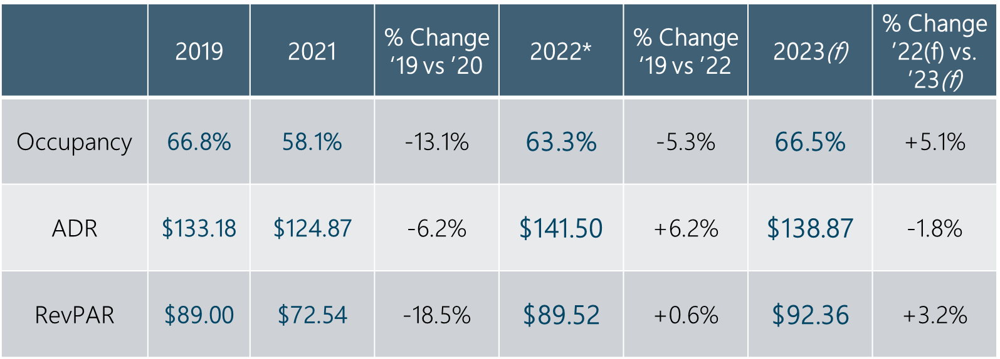 2019 2021 % Change ‘19 vs ’20 2022* % Change ‘19 vs ’22 2023(f) % Change ’22(f) vs. ’23(f)
Occupancy 66.8% 58.1% -13.1% 63.3% -5.3% 66.5% +5.1%
ADR $133.18 $124.87 -6.2% $141.50 +6.2% $138.87 -1.8%
RevPAR $89.00 $72.54 -18.5% $89.52 +0.6% $92.36 +3.2%